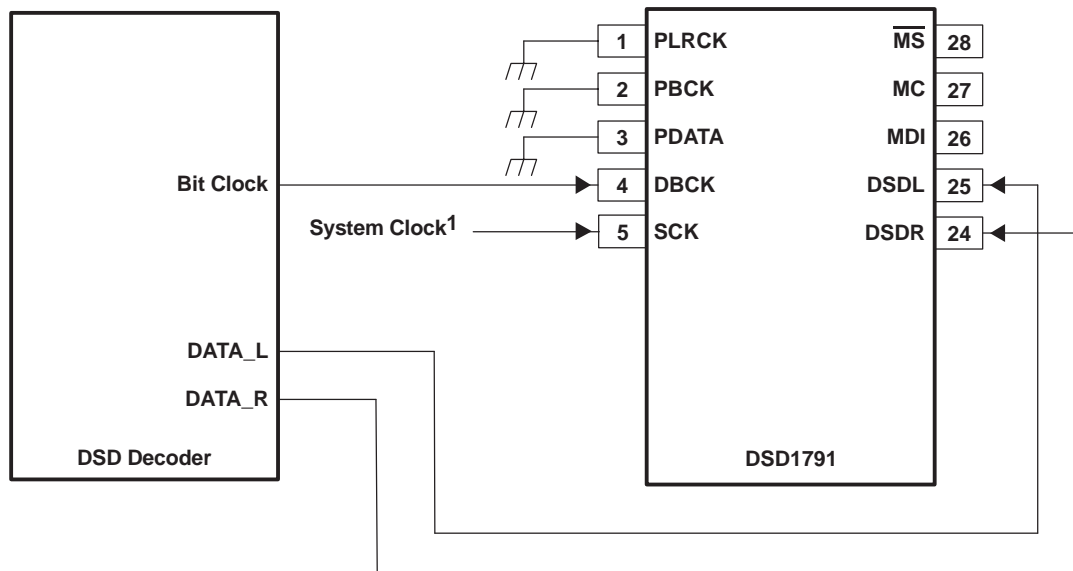 1 PLRCK
2 PBCK
3 PDATA
4 DBCK
5 SCK
MS 28
MC 27
MDI 26
DSDL 25
DSDR 24
Bit Clock
System Clock1
DATA_L
DATA_R
DSD Decoder
DSD1791